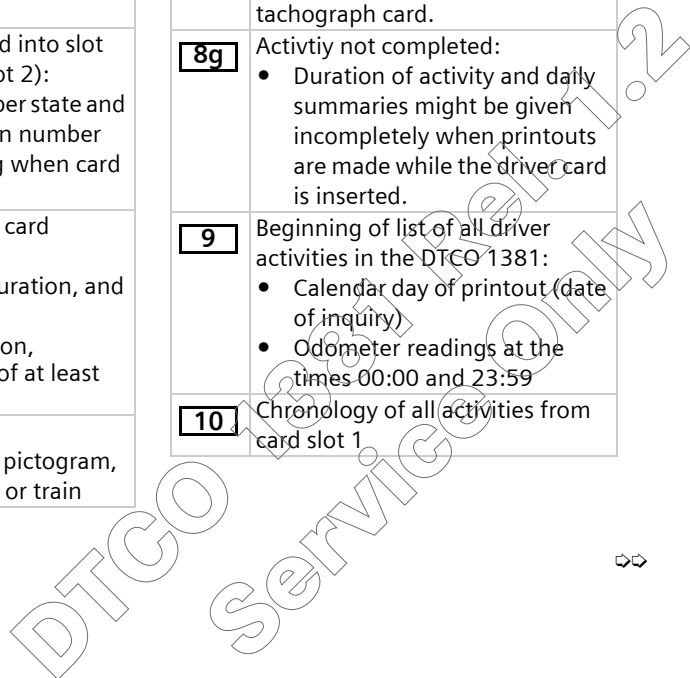 d into slot
ot 2):
per state and
n number
g when card
card
uration, and
on,
of at least
pictogram,
or train
tachograph card.
8g Activtiy not completed:
• Duration of activity and daily
summaries might be given
incompletely when printouts
are made while the driver card
is inserted.
9 Beginning of list of all driver
activities in the DTCO 1381:
• Calendar day of printout (date
of inquiry)
• Odometer readings at the
times 00:00 and 23:59
10 Chronology of all activities from
card slot 1
DTCO 1381 Rel. 1.2
Service Only